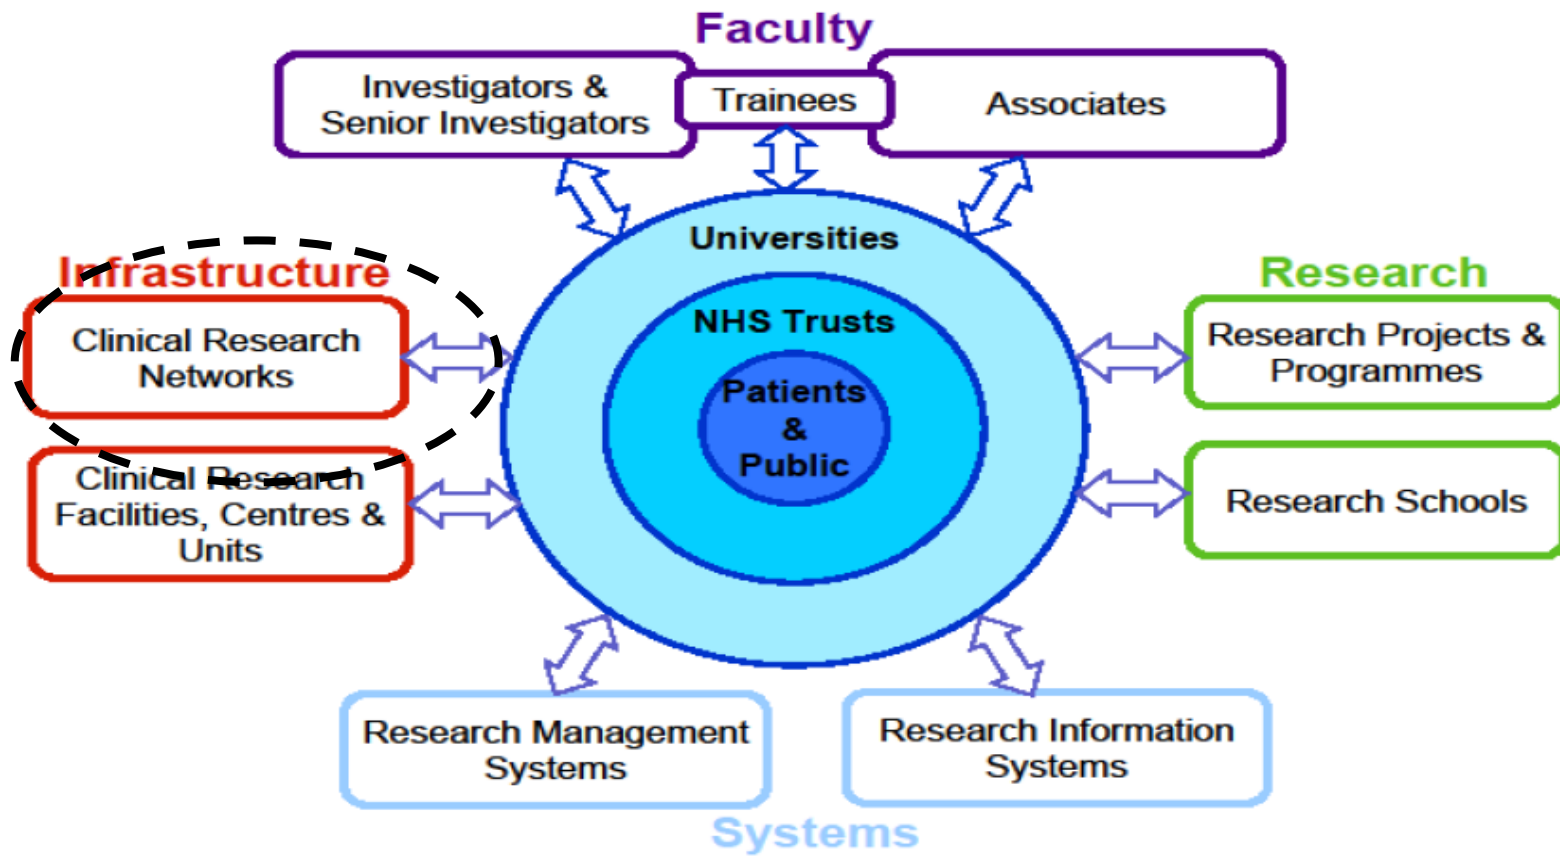 Faculty
Investigators &
Senior Investigators
Trainees
Associates
Universities
NHS Trusts
Patients
&
Public
Infrastructure
Clinical Research
Networks
Clinical Research
Facilities, Centres &
Units
Research
Research Projects &
Programmes
Research Schools
Research Management
Systems
Research Information
Systems
Systems